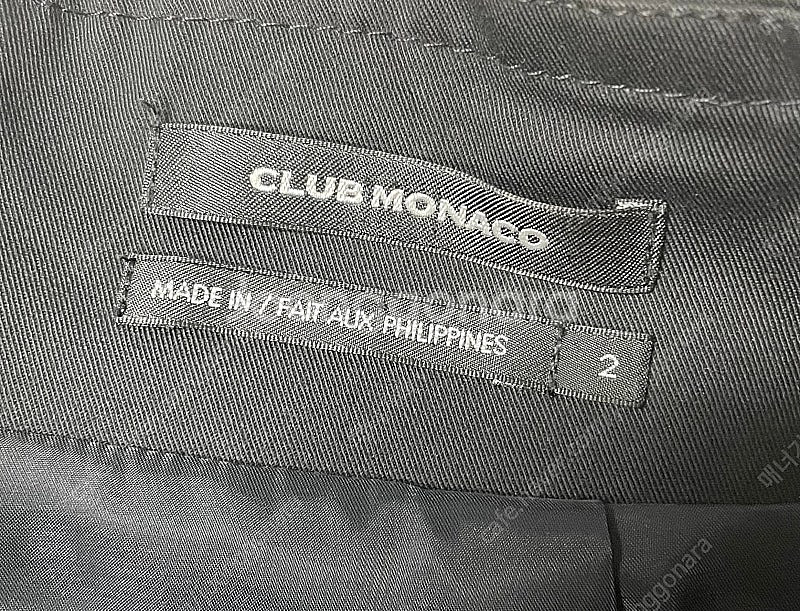 CLUB MONACO
MADE IN / FAIT AUX PHILIPPINES
2